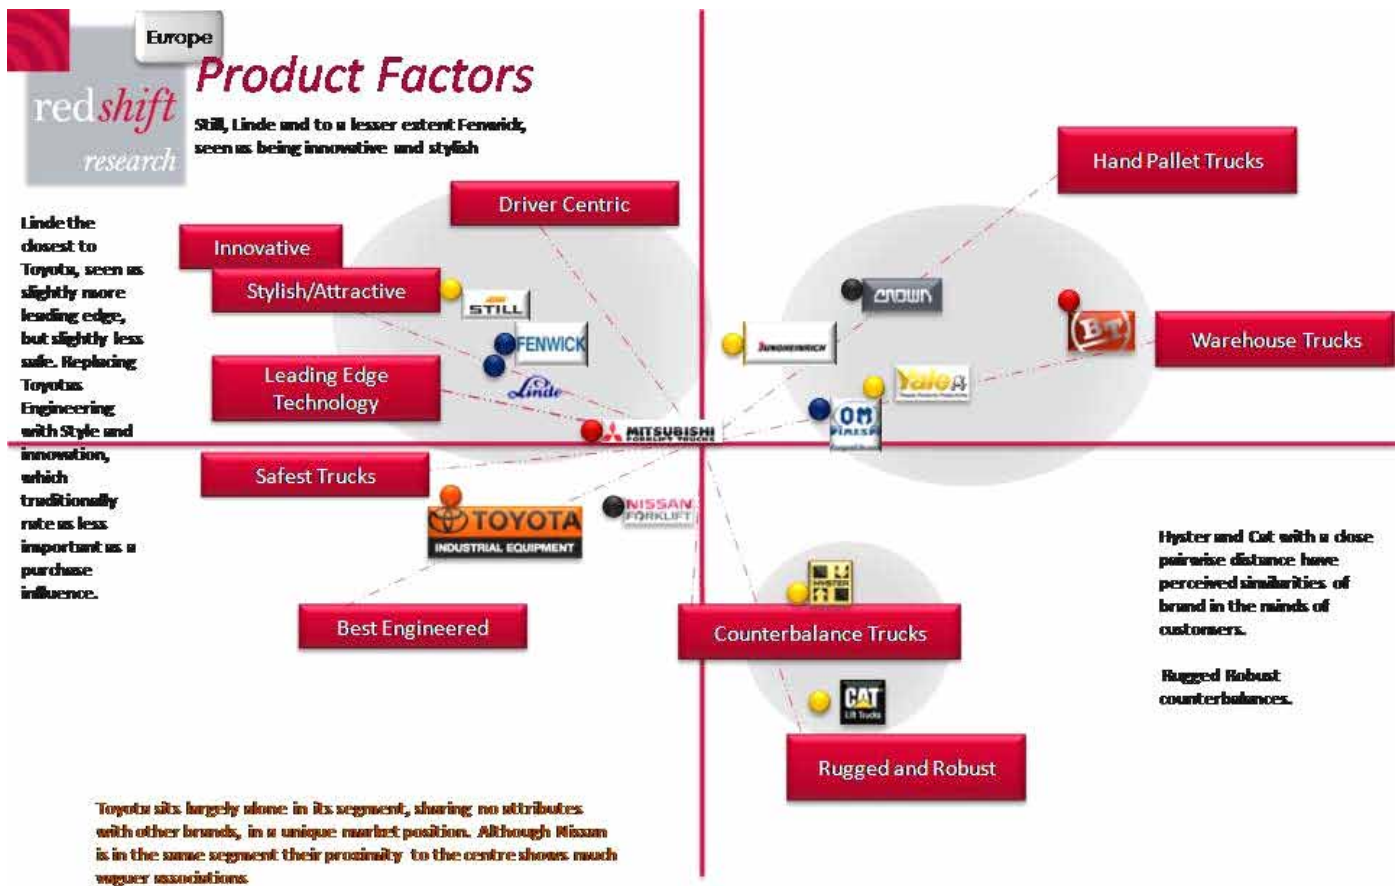 Europe
Product Factors
redshift
research
Still, Linde and to a lesser extent Fenwick,
seen as being innovative and stylish
Hand Pallet Trucks
Driver Centric
Linde the
closest to
Toyota, seen as
slightly more
leading edge,
but slightly less
safe. Replacing
Toyotas
Engineering
with Style and
innovation,
which
traditionally
rate as less
important as a
purchase
influence.
Innovative
Stylish/Attractive
STILL
FENWICK
Linde
Leading Edge
Technology
MITSUBISHI
FORKLIFT TRUCKS
CROWN
JUNGHEINRICH
BT
Warehouse Trucks
Yale
OM
PIMESPO
Safest Trucks
TOYOTA
INDUSTRIAL EQUIPMENT
NISSAN
FORKLIFT
Best Engineered
HYSTER
Counterbalance Trucks
CAT
Lift Trucks
Rugged and Robust
Hyster and Cat with a close
pairwise distance have
perceived similarities of
brand in the minds of
customers.
Rugged Robust
counterbalances.
Toyota sits largely alone in its segment, sharing no attributes
with other brands, in a unique market position. Although Nissan
is in the same segment their proximity to the centre shows much
vaguer associations